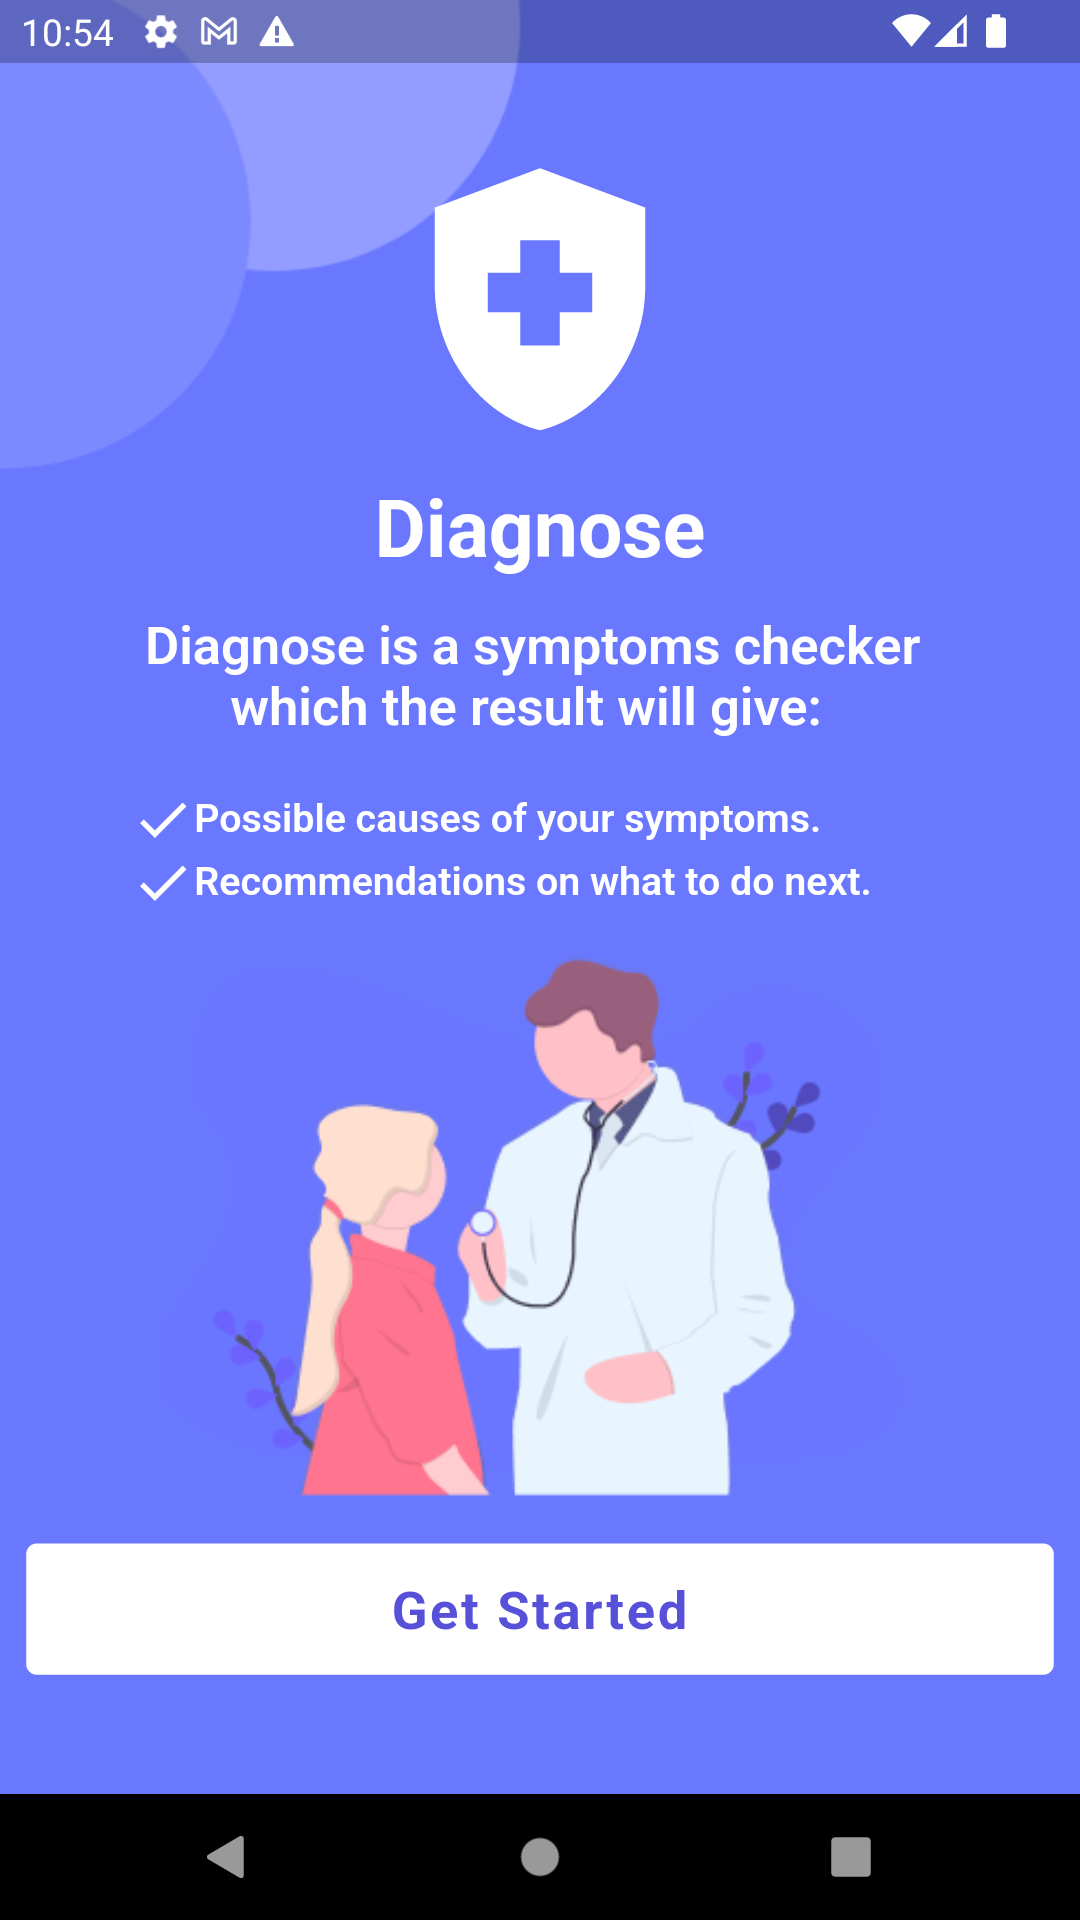 10:54
Diagnose
Diagnose is a symptoms checker
which the result will give:
Possible causes of your symptoms.
Recommendations on what to do next.
Get Started